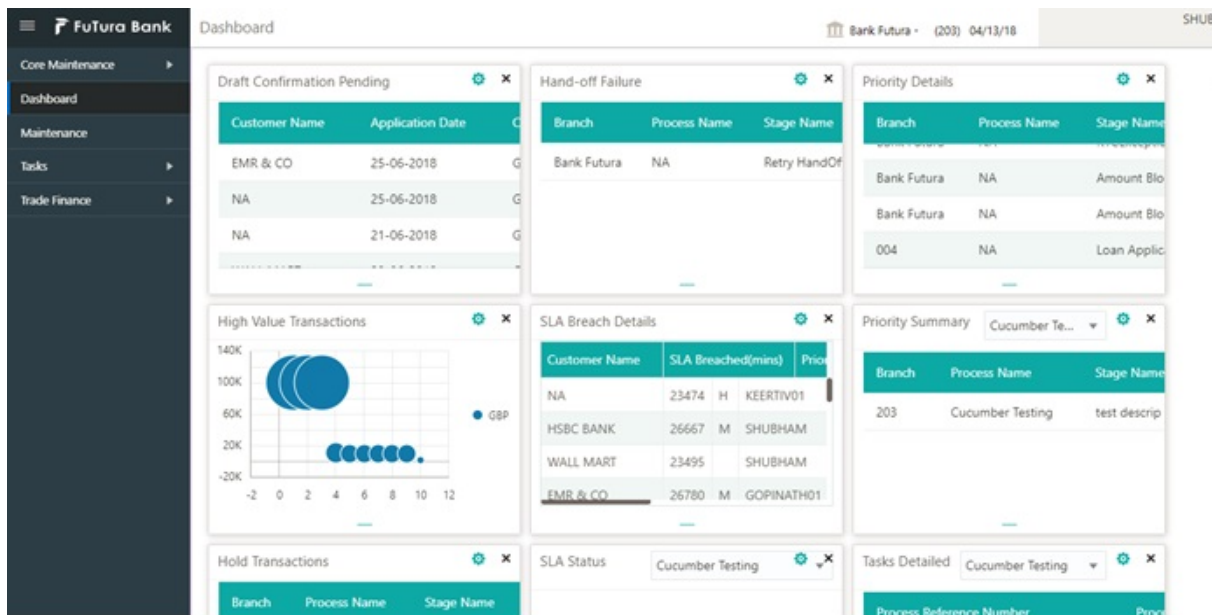 FuTura Bank
Dashboard
Bank Futura - (203) 04/13/18
SHUB
Core Maintenance
Dashboard
Maintenance
Tasks
Trade Finance
Draft Confirmation Pending
Customer Name Application Date
EMR & CO 25-06-2018 G
NA 25-06-2018 G
NA 21-06-2018 G
Hand-off Failure
Branch Process Name Stage Name
Bank Futura NA Retry HandOf
Priority Details
Branch Process Name Stage Name
Bank Futura NA Amount Blo
Bank Futura NA Amount Blo
004 NA Loan Applic
High Value Transactions
140K
100K
60K
20K
-20K
-2 0 2 4 6 8 10 12
GBP
SLA Breach Details
Customer Name SLA Breached(mins) Prior
NA 23474 H KEERTIV01
HSBC BANK 26667 M SHUBHAM
WALL MART 23495 SHUBHAM
EMR & CO 26780 M GOPINATH01
Priority Summary Cucumber Te...
Branch Process Name Stage Name
203 Cucumber Testing test descrip
Hold Transactions
Branch Process Name Stage Name
SLA Status Cucumber Testing
Tasks Detailed Cucumber Testing
Process Reference Number Proce